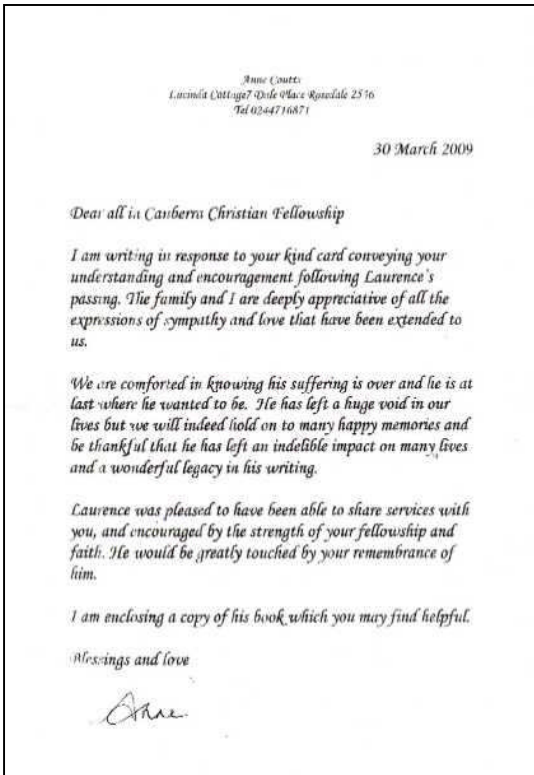 Anne Coutts
Lucinda Cottage7 Dale Place Rosedale 2536
Tel 0244716871
30 March 2009
Dear all in Canberra Christian Fellowship
I am writing in response to your kind card conveying your
understanding and encouragement following Laurence's
passing. The family and I are deeply appreciative of all the
expressions of sympathy and love that have been extended to
us.
We are comforted in knowing his suffering is over and he is at
last where he wanted to be. He has left a huge void in our
lives but we will indeed hold on to many happy memories and
be thankful that he has left an indelible impact on many lives
and a wonderful legacy in his writing.
Laurence was pleased to have been able to share services with
you, and encouraged by the strength of your fellowship and
faith. He would be greatly touched by your remembrance of
him.
I am enclosing a copy of his book which you may find helpful.
Blessings and love
Anne